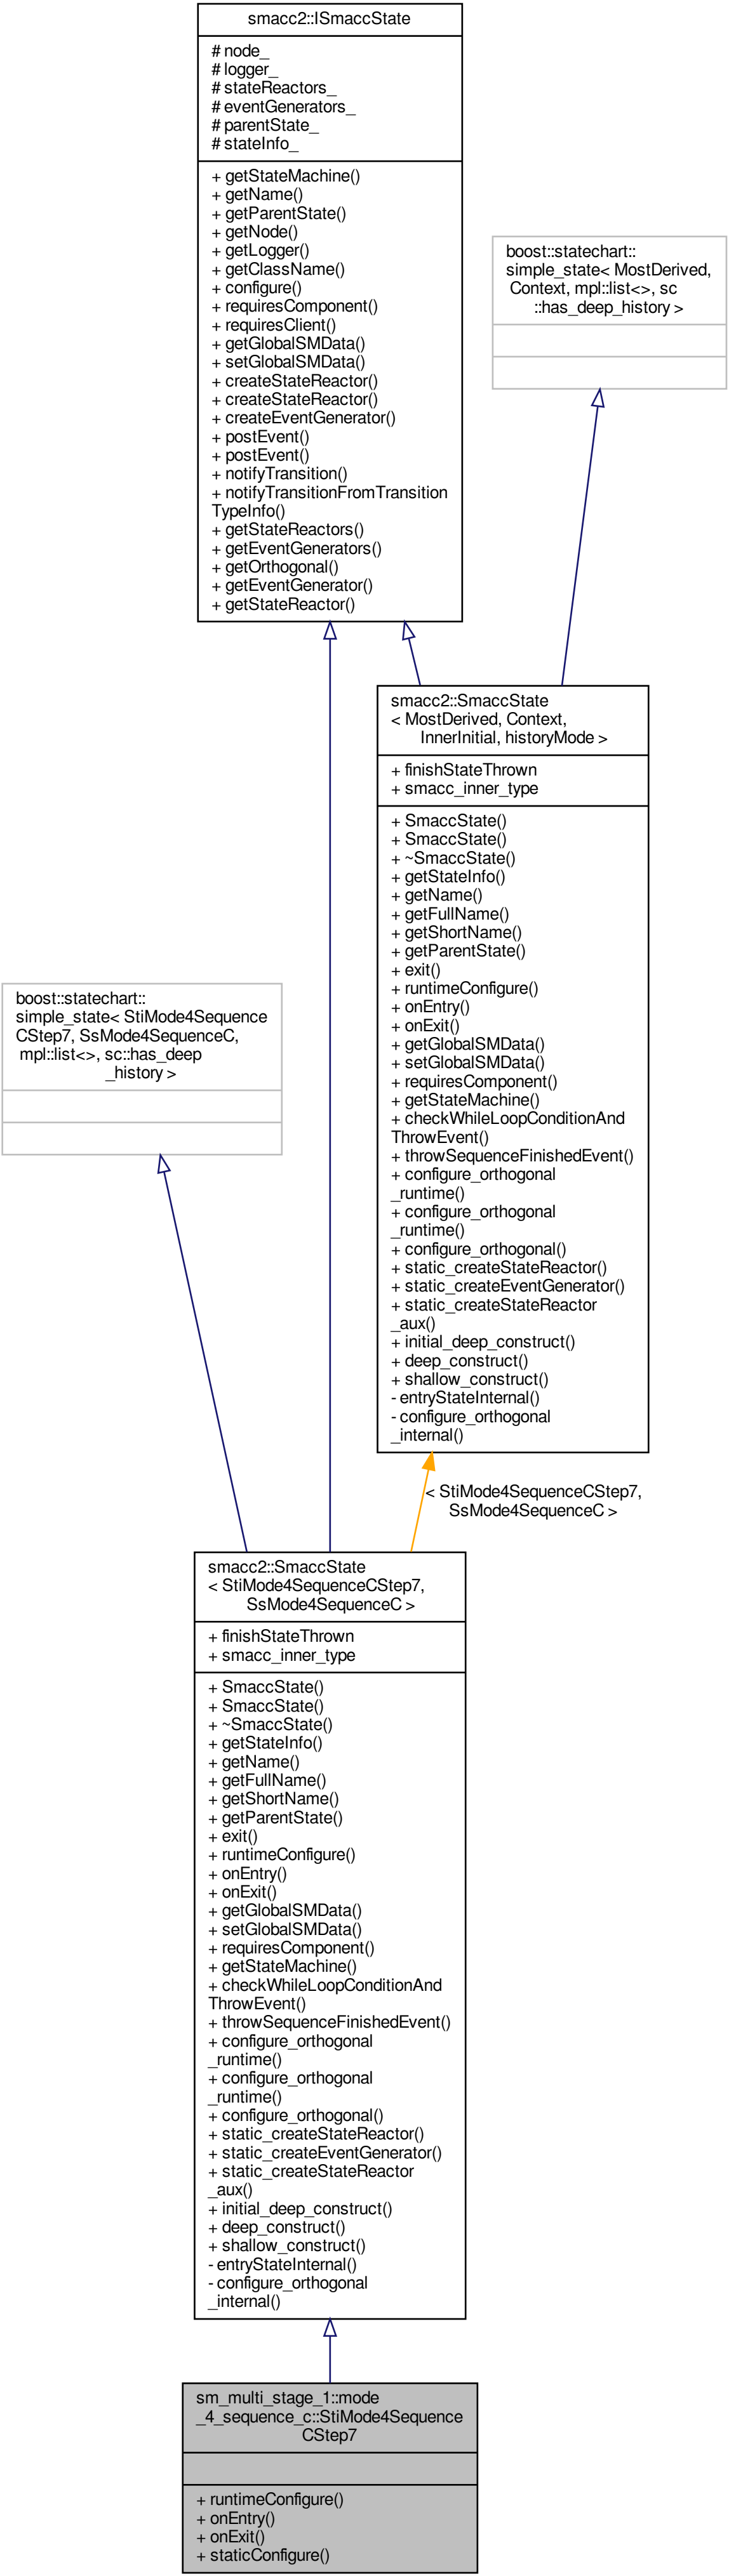 smacc2::ISmaccState
# node_
# logger_
# stateReactors_
# eventGenerators_
# parentState_
# stateInfo_
+ getStateMachine()
+ getName()
+ getParentState()
+ getNode()
+ getLogger()
+ getClassName()
+ configure()
+ requiresComponent()
+ requiresClient()
+ getGlobalSMData()
+ setGlobalSMData()
+ createStateReactor()
+ createStateReactor()
+ createEventGenerator()
+ postEvent()
+ postEvent()
+ notifyTransition()
+ notifyTransitionFromTransition
TypeInfo()
+ getStateReactors()
+ getEventGenerators()
+ getOrthogonal()
+ getEventGenerator()
+ getStateReactor()
boost::statechart::
simple_state< MostDerived,
Context, mpl::list<>, sc
::has_deep_history >
smacc2::SmaccState
< MostDerived, Context,
InnerInitial, historyMode >
+ finishStateThrown
+ smacc_inner_type
+ SmaccState()
+ SmaccState()
+ ~SmaccState()
+ getStateInfo()
+ getName()
+ getFullName()
+ getShortName()
+ getParentState()
+ exit()
+ runtimeConfigure()
+ onEntry()
+ onExit()
+ getGlobalSMData()
+ setGlobalSMData()
+ requiresComponent()
+ getStateMachine()
+ checkWhileLoopConditionAnd
ThrowEvent()
+ throwSequenceFinishedEvent()
+ configure_orthogonal
_runtime()
+ configure_orthogonal
_runtime()
+ configure_orthogonal()
+ static_createStateReactor()
+ static_createEventGenerator()
+ static_createStateReactor
_aux()
+ initial_deep_construct()
+ deep_construct()
+ shallow_construct()
- entryStateInternal()
- configure_orthogonal
_internal()
boost::statechart::
simple_state< StiMode4Sequence
CStep7, SsMode4SequenceC,
mpl::list<>, sc::has_deep
_history >
< StiMode4SequenceCStep7,
SsMode4SequenceC >
smacc2::SmaccState
< StiMode4SequenceCStep7,
SsMode4SequenceC >
+ finishStateThrown
+ smacc_inner_type
+ SmaccState()
+ SmaccState()
+ ~SmaccState()
+ getStateInfo()
+ getName()
+ getFullName()
+ getShortName()
+ getParentState()
+ exit()
+ runtimeConfigure()
+ onEntry()
+ onExit()
+ getGlobalSMData()
+ setGlobalSMData()
+ requiresComponent()
+ getStateMachine()
+ checkWhileLoopConditionAnd
ThrowEvent()
+ throwSequenceFinishedEvent()
+ configure_orthogonal
_runtime()
+ configure_orthogonal
_runtime()
+ configure_orthogonal()
+ static_createStateReactor()
+ static_createEventGenerator()
+ static_createStateReactor
_aux()
+ initial_deep_construct()
+ deep_construct()
+ shallow_construct()
- entryStateInternal()
- configure_orthogonal
_internal()
sm_multi_stage_1::mode
_4_sequence_c::StiMode4Sequence
CStep7
+ runtimeConfigure()
+ onEntry()
+ onExit()
+ staticConfigure()